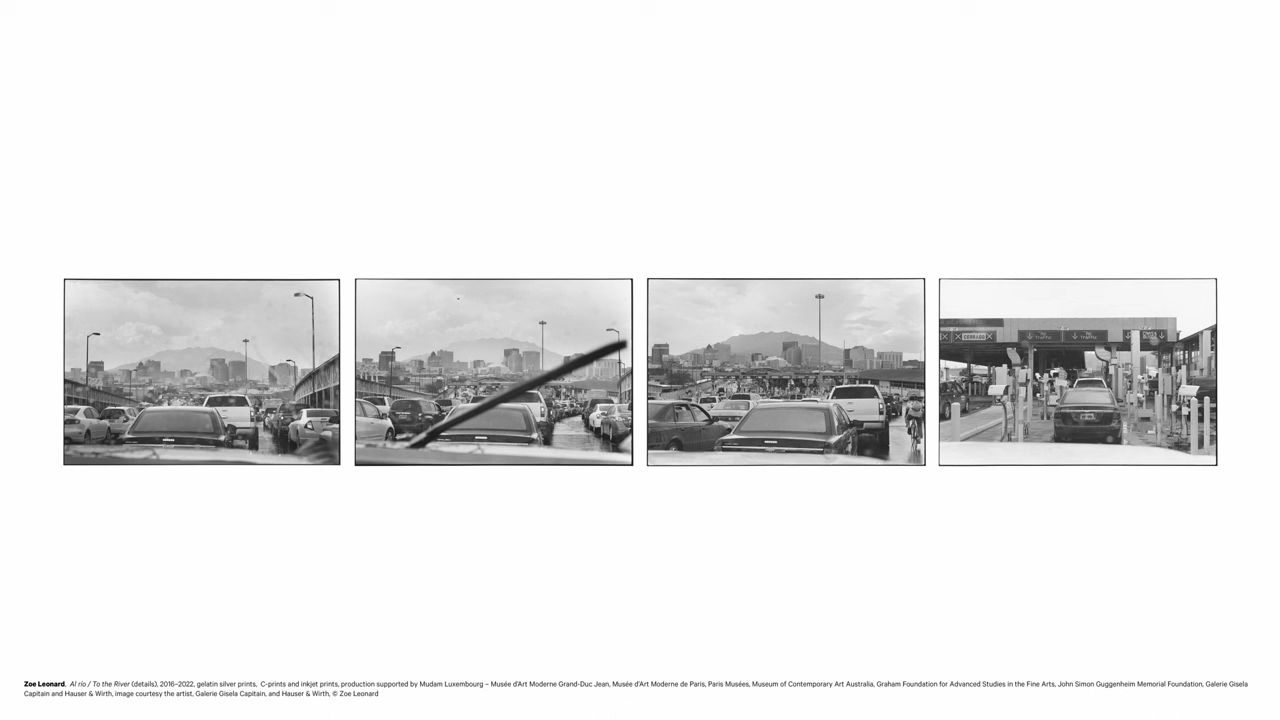 CERRADO
TRAFFIC
TRAFFIC
Zoe Leonard. Al río / To the River (details), 2016–2022, gelatin silver prints, C-prints and inkjet prints, production supported by Mudam Luxembourg – Musée d'Art Moderne Grand-Duc Jean, Musée d'Art Moderne de Paris, Paris Musées, Museum of Contemporary Art Australia, Graham Foundation for Advanced Studies in the Fine Arts, John Simon Guggenheim Memorial Foundation, Galerie Gisela
Capitain and Hauser & Wirth, image courtesy the artist, Galerie Gisela Capitain, and Hauser & Wirth, © Zoe Leonard